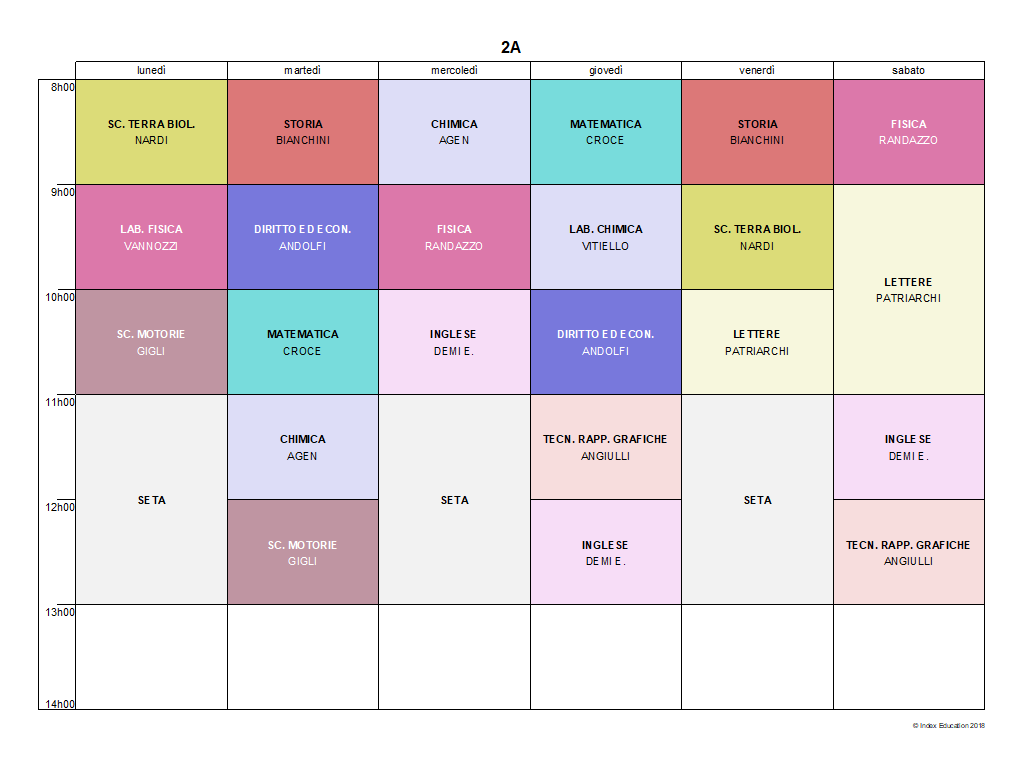 2A
lunedì martedì mercoledì giovedì venerdì sabato
8h00
SC. TERRA BIOL. STORIA CHIMICA MATEMATICA STORIA FISICA
NARDI BIANCHINI AGEN CROCE BIANCHINI RANDAZZO
9h00
LAB. FISICA DIRITTO ED ECON. FISICA LAB. CHIMICA SC. TERRA BIOL.
VANNOZZI ANDOLFI RANDAZZO VITIELLO NARDI
LETTERE
PATRIARCHI
10h00
SC. MOTORIE MATEMATICA INGLESE DIRITTO ED ECON. LETTERE
GIGLI CROCE DEMI E. ANDOLFI PATRIARCHI
11h00
CHIMICA TECN. RAPP. GRAFICHE INGLESE
AGEN ANGIULLI DEMI E.
SETA SETA SETA
12h00
SC. MOTORIE INGLESE TECN. RAPP. GRAFICHE
GIGLI DEMI E. ANGIULLI
13h00
14h00
© Index Education 2018